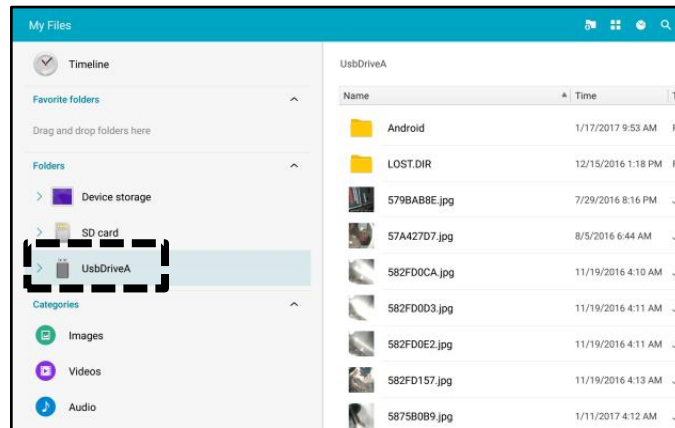 My Files
Timeline
Favorite folders
Drag and drop folders here
Folders
Device storage
SD card
UsbDriveA
Categories
Images
Videos
Audio
UsbDriveA
Name Time
Android 1/17/2017 9:53 AM
LOST.DIR 12/15/2016 1:18 PM
579BAB8E.jpg 7/29/2016 8:16 PM
57A427D7.jpg 8/5/2016 6:44 AM
582FD0CA.jpg 11/19/2016 4:10 AM
582FD0D3.jpg 11/19/2016 4:11 AM
582FD0E2.jpg 11/19/2016 4:11 AM
582FD157.jpg 11/19/2016 4:13 AM
5875B0B9.jpg 1/11/2017 4:12 AM